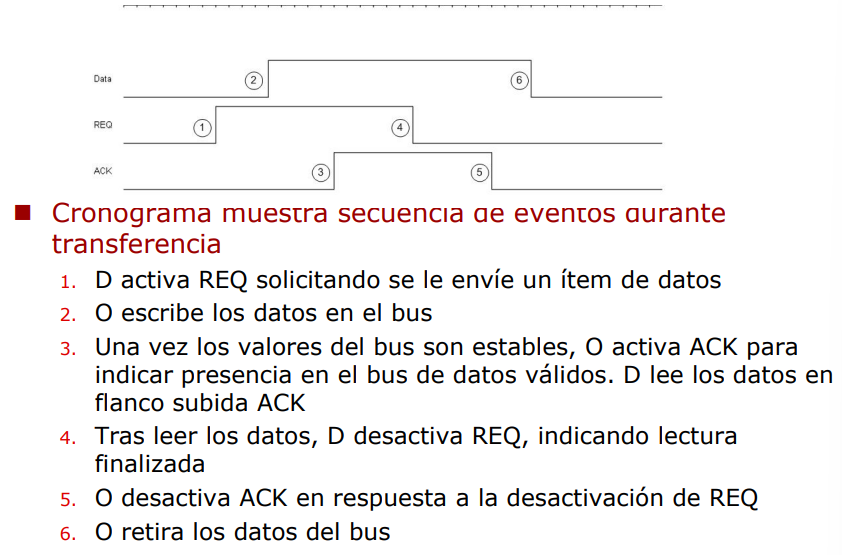 Data
2
6
REQ
1
4
ACK
3
5
Cronograma muestra secuencia de eventos durante
transferencia
1. D activa REQ solicitando se le envíe un ítem de datos
2. O escribe los datos en el bus
3. Una vez los valores del bus son estables, O activa ACK para
indicar presencia en el bus de datos válidos. D lee los datos en
flanco subida ACK
4. Tras leer los datos, D desactiva REQ, indicando lectura
finalizada
5. O desactiva ACK en respuesta a la desactivación de REQ
6. O retira los datos del bus